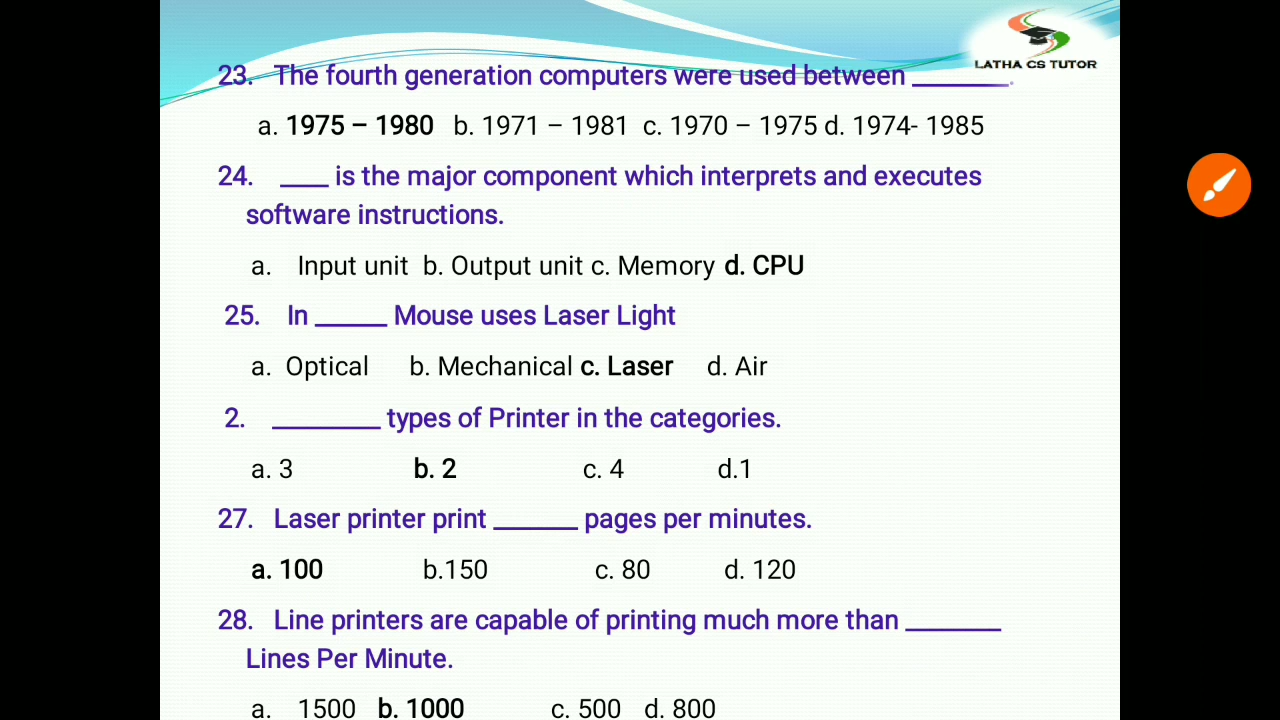 LATHA CS TUTOR
23. The fourth generation computers were used between _______.
a. 1975 – 1980 b. 1971 – 1981 c. 1970 – 1975 d. 1974- 1985
24. ____ is the major component which interprets and executes
software instructions.
a. Input unit b. Output unit c. Memory d. CPU
25. In ______ Mouse uses Laser Light
a. Optical b. Mechanical c. Laser d. Air
2. _________ types of Printer in the categories.
a. 3 b. 2 c. 4 d.1
27. Laser printer print _______ pages per minutes.
a. 100 b.150 c. 80 d. 120
28. Line printers are capable of printing much more than ________
Lines Per Minute.
a. 1500 b. 1000 c. 500 d. 800